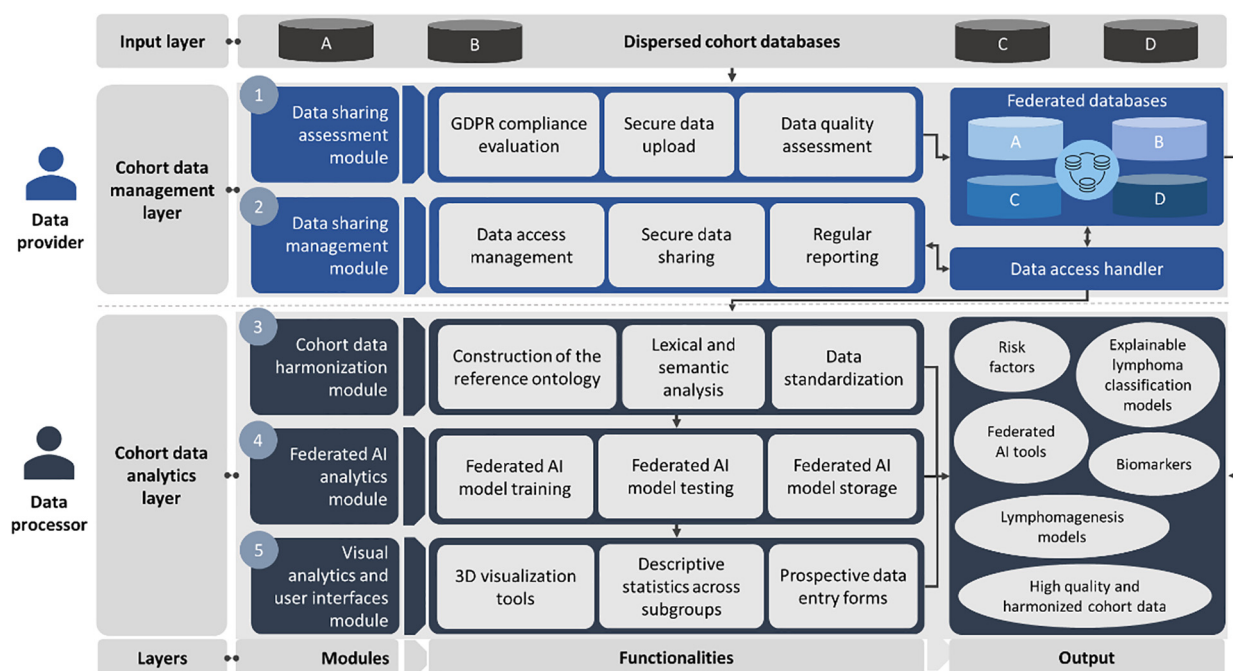 Input layer
A
B
Dispersed cohort databases
C
D
Data
provider
Cohort data
management
layer
1
Data sharing
assessment
module
GDPR compliance
evaluation
Secure data
upload
Data quality
assessment
Federated databases
A
B
C
D
2
Data sharing
management
module
Data access
management
Secure data
sharing
Regular
reporting
Data access handler
Data
processor
Cohort data
analytics
layer
3
Cohort data
harmonization
module
Construction of the
reference ontology
Lexical and
semantic
analysis
Data
standardization
4
Federated AI
analytics
module
Federated AI
model training
Federated AI
model testing
Federated AI
model storage
5
Visual
analytics and
user interfaces
module
3D visualization
tools
Descriptive
statistics across
subgroups
Prospective data
entry forms
Risk
factors
Explainable
lymphoma
classification
models
Federated
AI tools
Biomarkers
Lymphomagenesis
models
High quality and
harmonized cohort data
Layers
Modules
Functionalities
Output